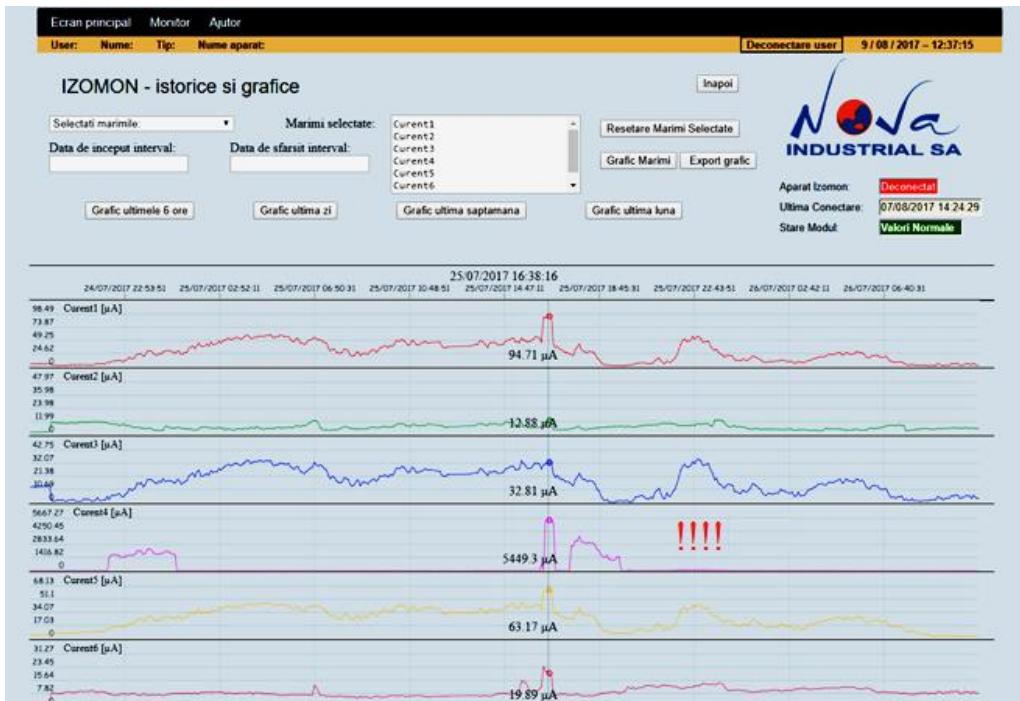 Ecran principal Monitor Ajutor
User: Nume: Tip: Nume aparat: Deconectare user 9 / 08 / 2017 – 12:37:15
IZOMON - istorice si grafice
Inapoi
Selectati marimile:
Marimi selectate:
Curent1
Curent2
Curent3
Curent4
Curent5
Curent6
Resetare Marimi Selectate
Data de inceput interval:
Data de sfarsit interval:
Grafic Marimi
Export grafic
Nova
INDUSTRIAL SA
Aparat Izomon: Deconectat
Ultima Conectare: 07/08/2017 14:24:29
Stare Modul: Valori Normale
Grafic ultimele 6 ore
Grafic ultima zi
Grafic ultima saptamana
Grafic ultima luna
25/07/2017 16:38:16
24/07/2017 22:53:51 25/07/2017 02:52:11 25/07/2017 06:50:31 25/07/2017 10:48:51 25/07/2017 14:47:11 25/07/2017 18:45:31 25/07/2017 22:43:51 26/07/2017 02:42:11 26/07/2017 06:40:31
98.49 Curent1 [μA]
73.87
49.25
24.62
0
94.71 μA
47.97 Curent2 [μA]
35.98
23.98
11.99
0
12.88 μA
42.75 Curent3 [μA]
32.07
21.38
10.69
0
32.81 μA
5667.27 Curent4 [μA]
4250.45
2833.64
1416.82
0
5449.3 μA
!!!!
68.13 Curent5 [μA]
51.1
34.07
17.03
0
63.17 μA
31.27 Curent6 [μA]
23.45
15.64
7.82
19.89 μA